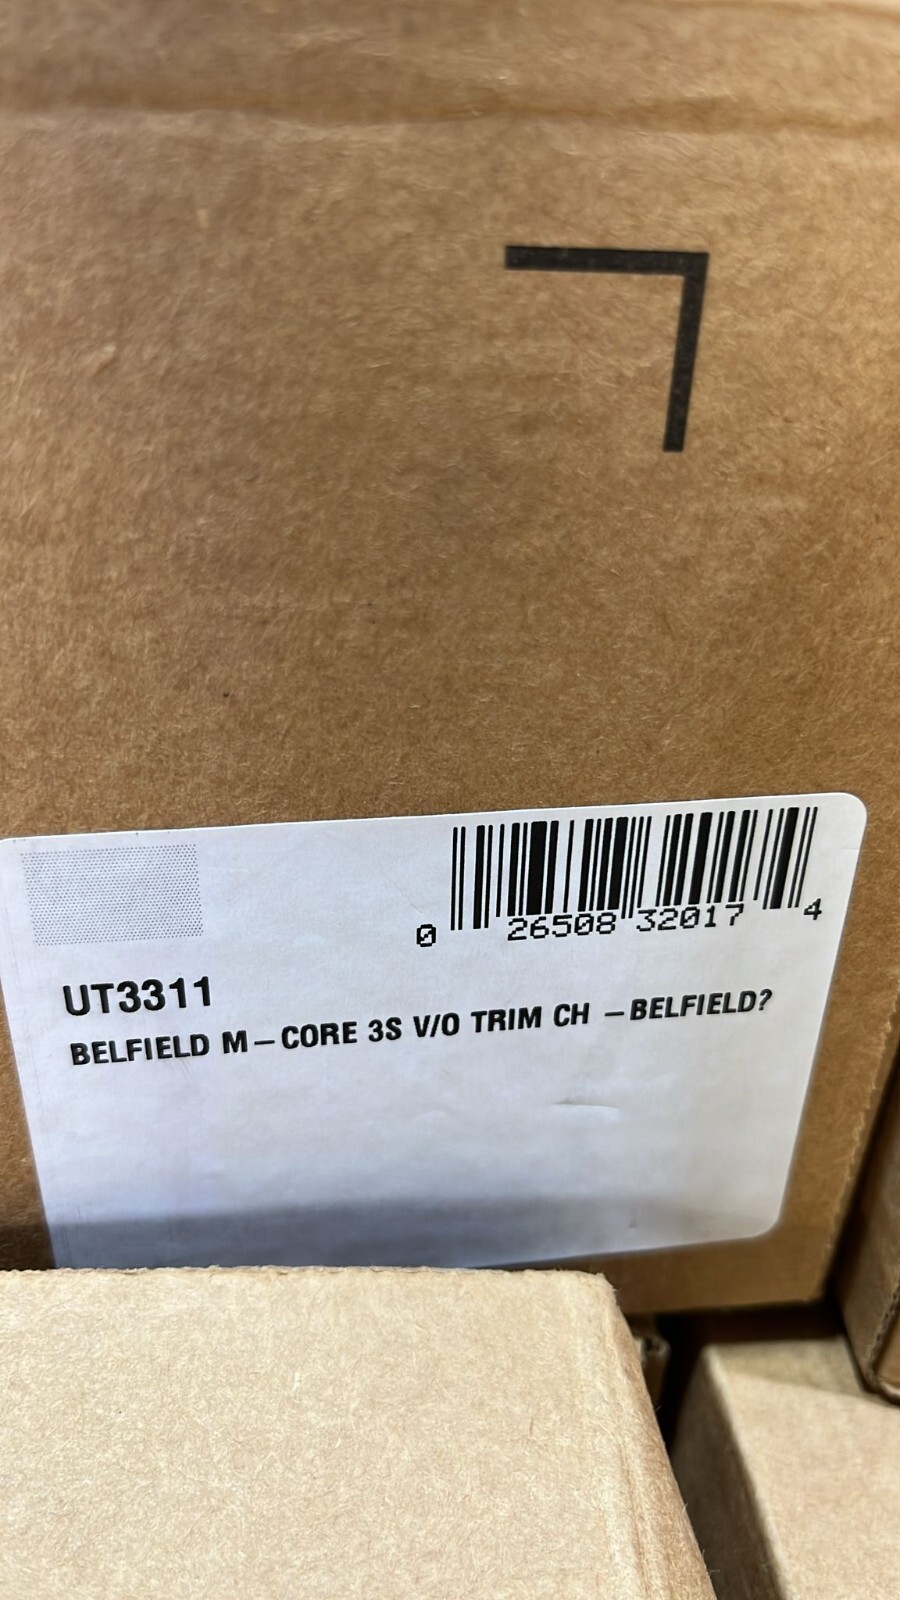 0 26508 32017 4
UT3311
BELFIELD M-CORE 3S V/O TRIM CH -BELFIELD?